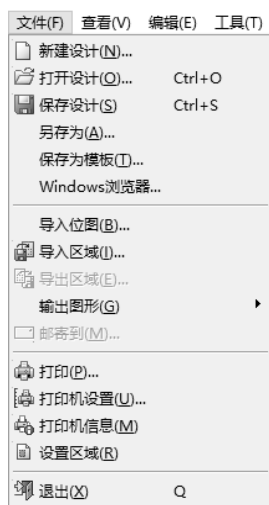 文件(F) 查看(V) 编辑(E) 工具(T)
新建设计(N)...
打开设计(O)... Ctrl+O
保存设计(S) Ctrl+S
另存为(A)...
保存为模板(T)...
Windows浏览器...
导入位图(B)...
导入区域(I)...
导出区域(E)...
输出图形(G)
邮寄到(M)...
打印(P)...
打印机设置(U)...
打印机信息(M)
设置区域(R)
退出(X) Q